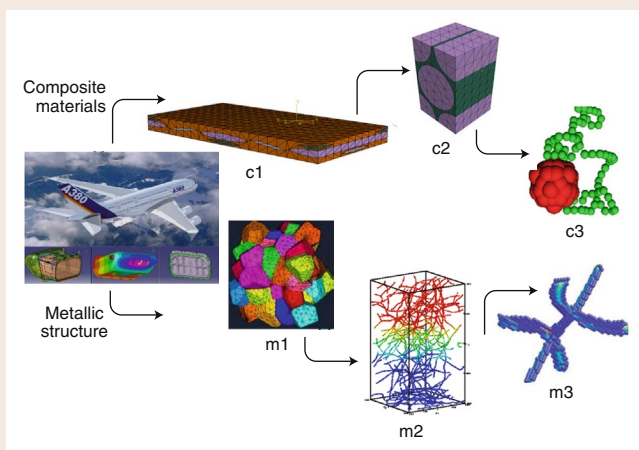 Composite
materials
c1
c2
c3
A380
Metallic
structure
m1
m2
m3